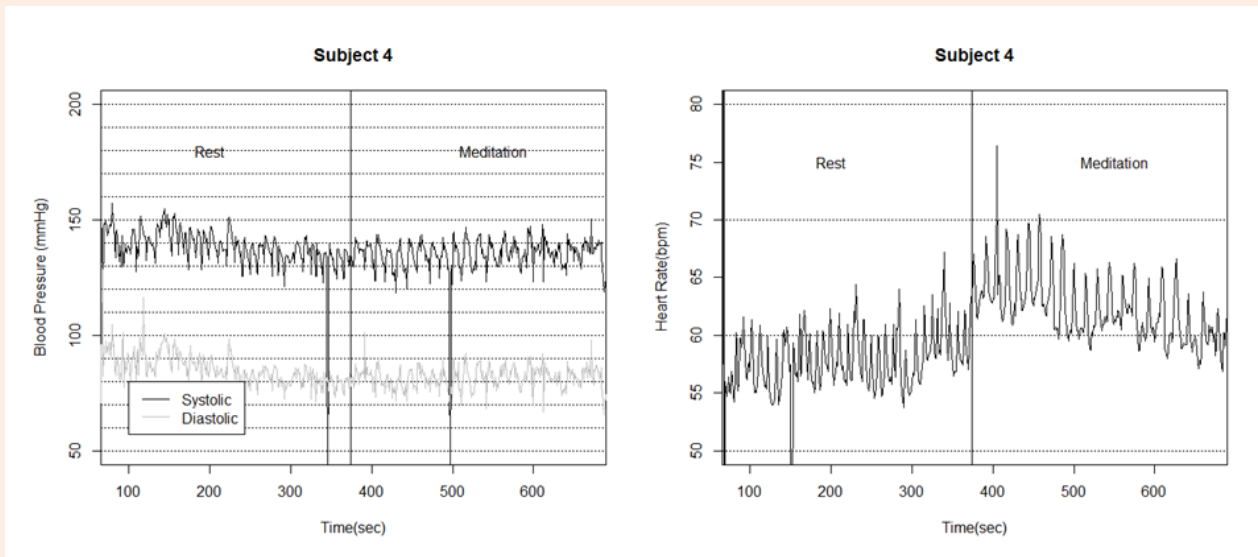 Subject 4
200
150
100
50
Blood Pressure (mmHg)
Rest
Meditation
Systolic
Diastolic
100 200 300 400 500 600
Time(sec)
Subject 4
80
75
70
65
60
55
50
Heart Rate(bpm)
Rest
Meditation
100 200 300 400 500 600
Time(sec)